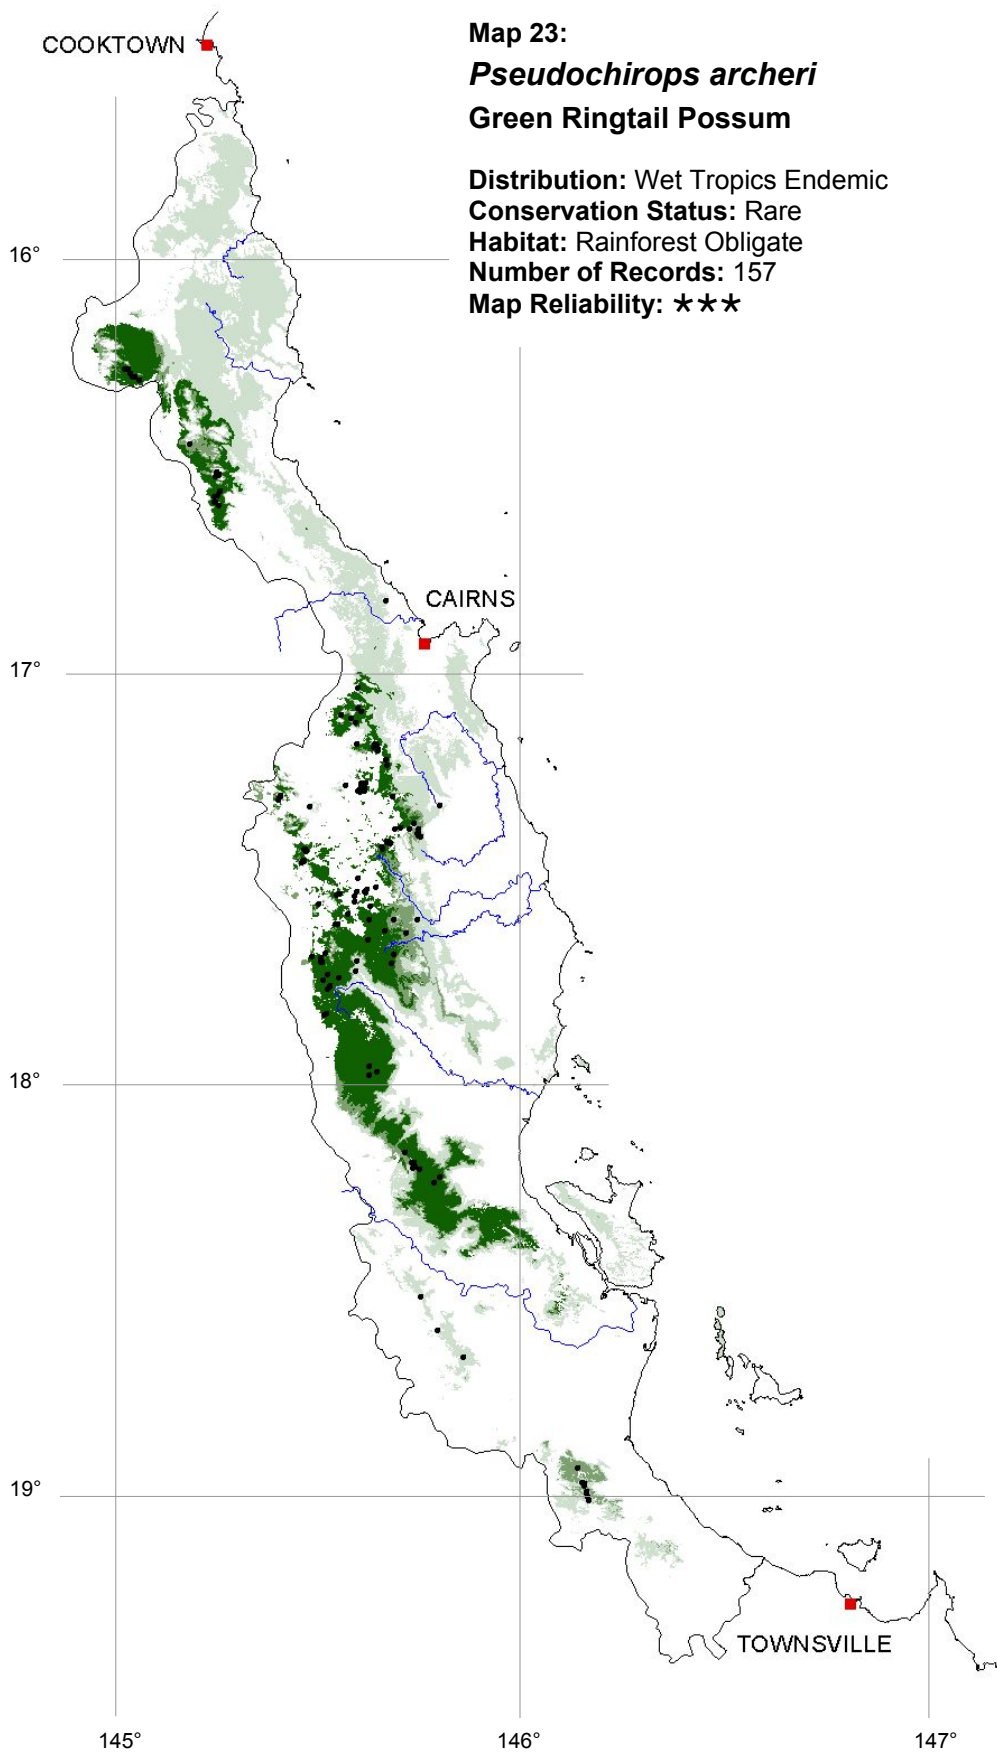 COOKTOWN
Map 23:
Pseudochirops archeri
Green Ringtail Possum
Distribution: Wet Tropics Endemic
Conservation Status: Rare
Habitat: Rainforest Obligate
Number of Records: 157
Map Reliability: ***
16°
CAIRNS
17°
18°
19°
TOWNSVILLE
145°
146°
147°